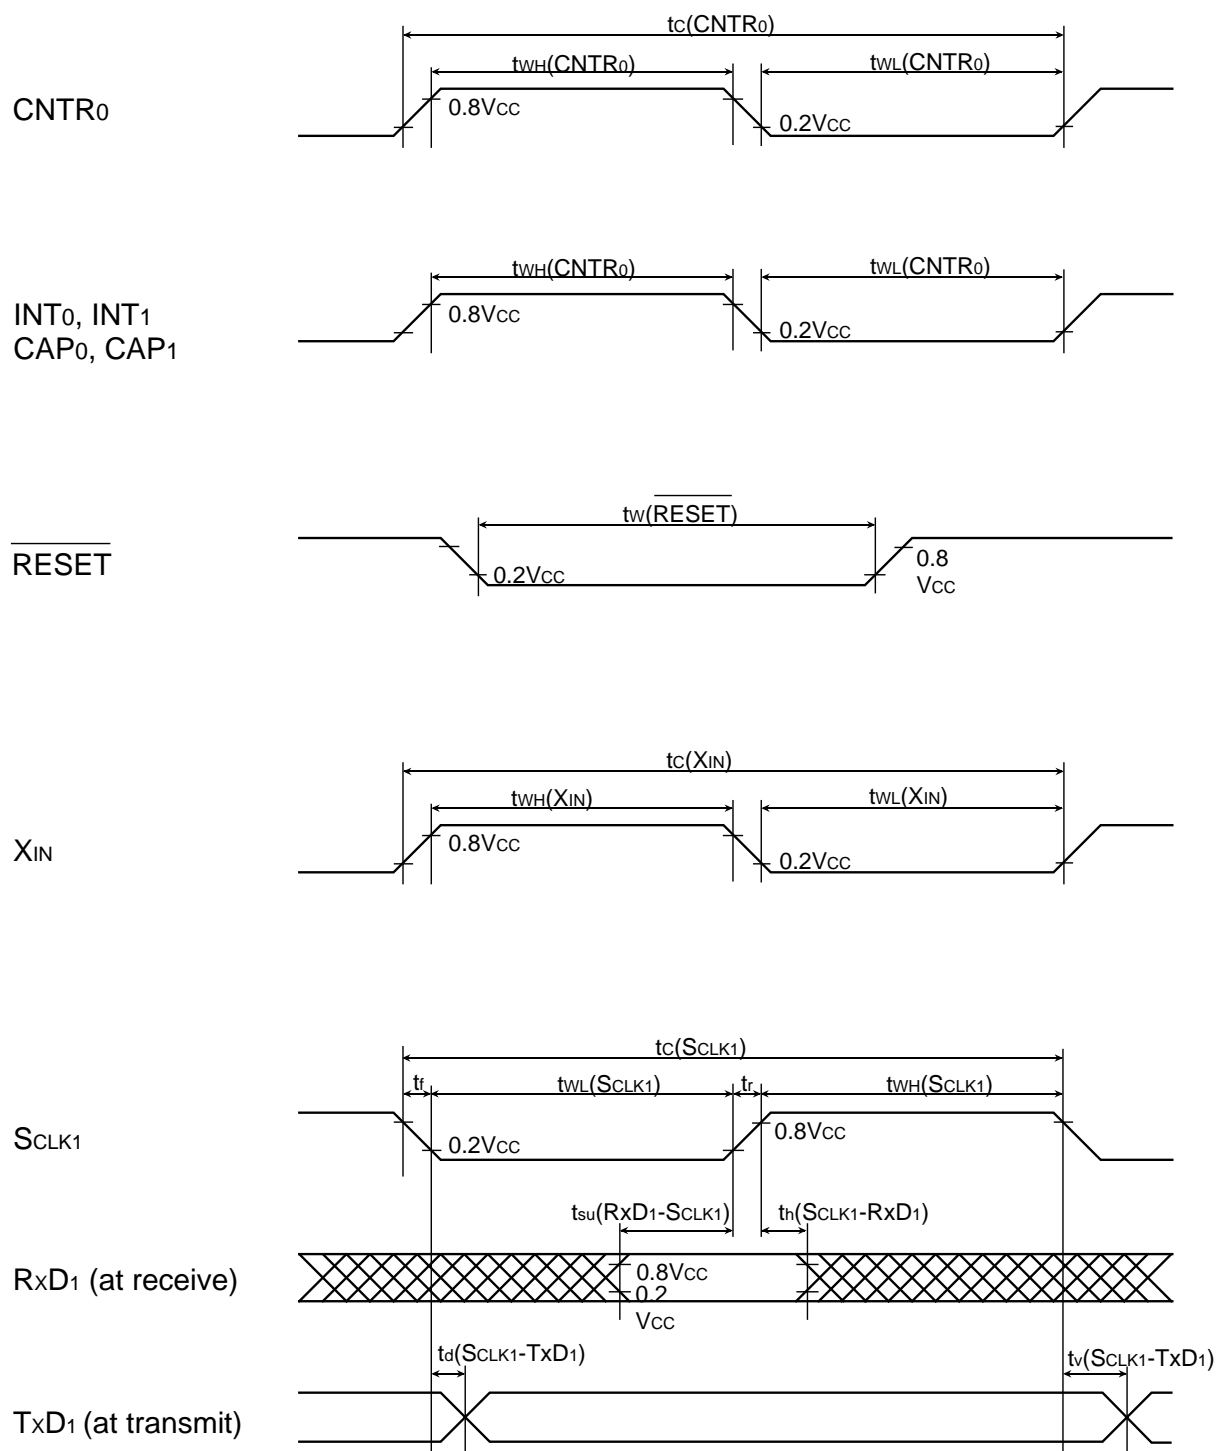 tC(CNTR0)
tWH(CNTR0) tWL(CNTR0)
CNTR0
0.8VCC
0.2VCC
tWH(CNTR0) tWL(CNTR0)
INT0, INT1
CAP0, CAP1
0.8VCC
0.2VCC
tW(RESET)
RESET
0.2VCC
0.8
VCC
tC(XIN)
tWH(XIN) tWL(XIN)
XIN
0.8VCC
0.2VCC
tC(SCLK1)
tf tWL(SCLK1) tr tWH(SCLK1)
SCLK1
0.2VCC
0.8VCC
tsu(RxD1-SCLK1) th(SCLK1-RxD1)
RXD1 (at receive)
0.8VCC
0.2
VCC
td(SCLK1-TxD1) tv(SCLK1-TxD1)
TXD1 (at transmit)